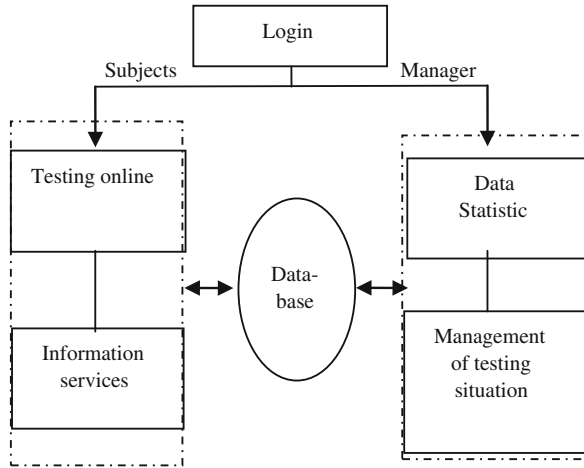 Login
Subjects
Manager
Testing online
Data
Statistic
Data-
base
Information
services
Management
of testing
situation